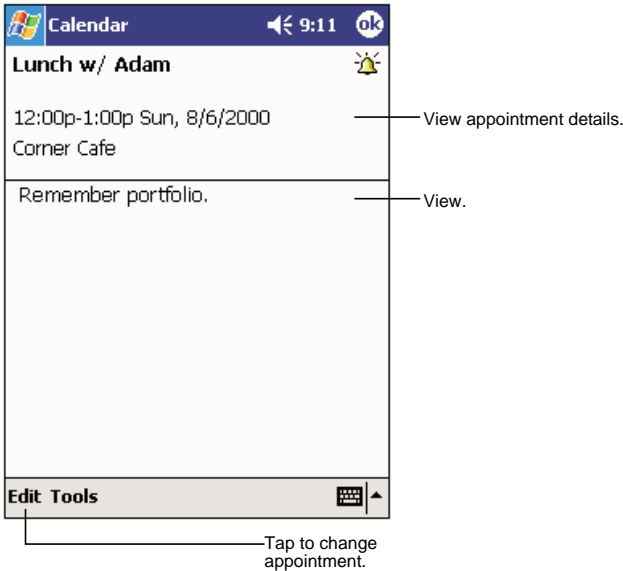 Calendar 9:11 ok
Lunch w/ Adam
12:00p-1:00p Sun, 8/6/2000
View appointment details.
Corner Cafe
Remember portfolio.
View.
Edit Tools
Tap to change
appointment.